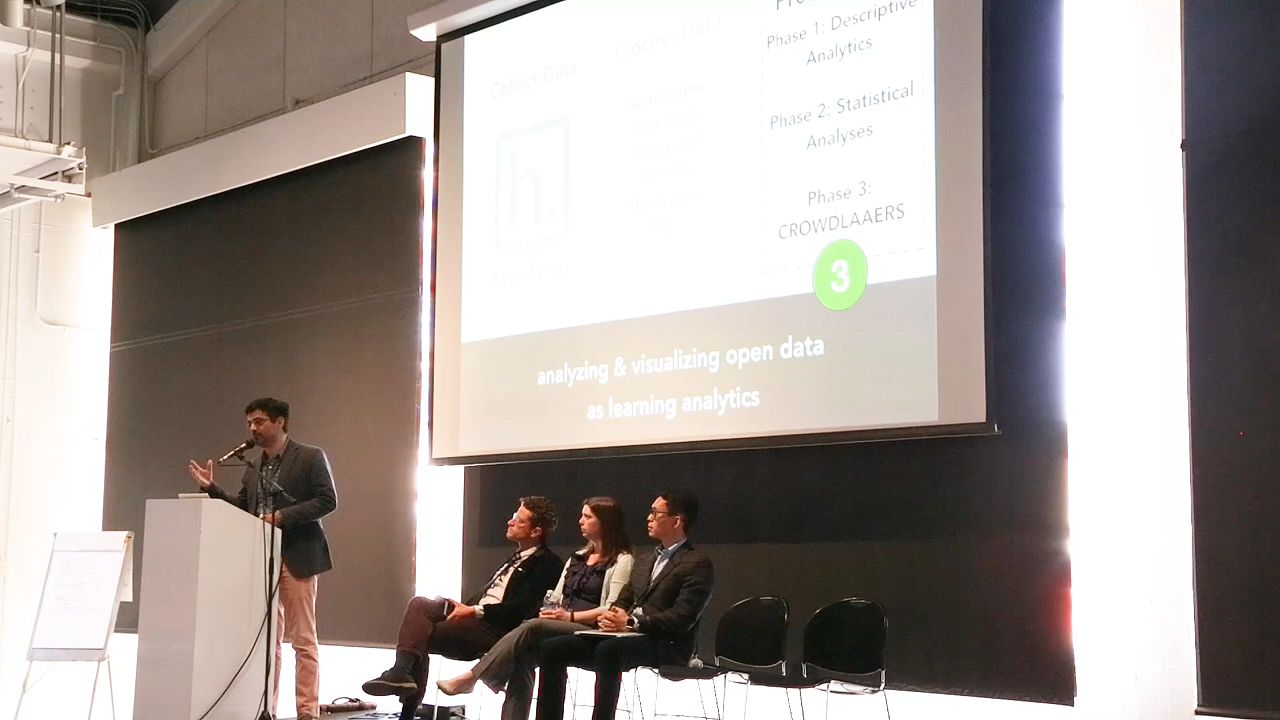 Collect Data
Process Data
h.
Phase 1: Descriptive
Analytics
Phase 2: Statistical
Analyses
Phase 3:
CROWDLAAERS
3
analyzing & visualizing open data
as learning analytics